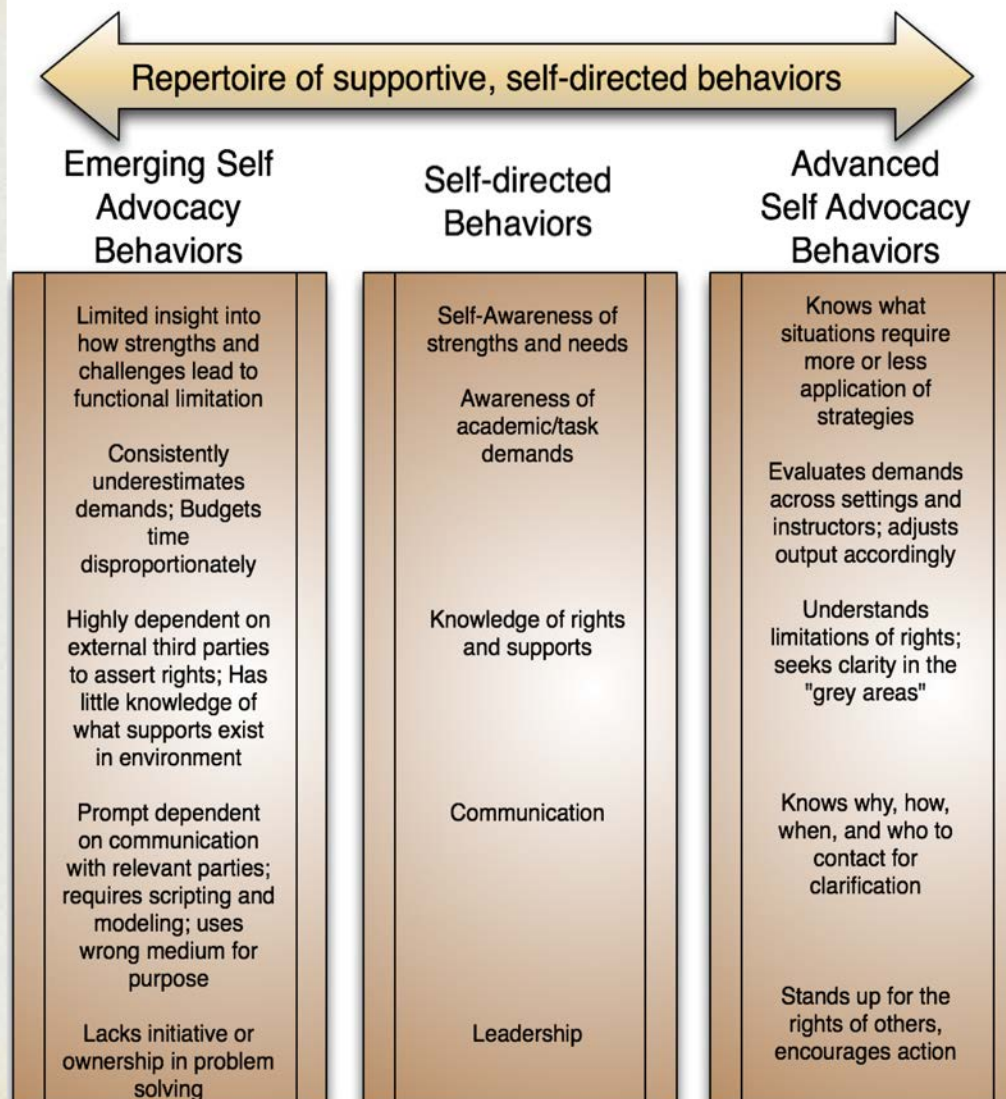 Repertoire of supportive, self-directed behaviors
Emerging Self
Advocacy
Behaviors
Limited insight into
how strengths and
challenges lead to
functional limitation
Consistently
underestimates
demands; Budgets
time
disproportionately
Highly dependent on
external third parties
to assert rights; Has
little knowledge of
what supports exist
in environment
Prompt dependent
on communication
with relevant parties;
requires scripting and
modeling; uses
wrong medium for
purpose
Lacks initiative or
ownership in problem
solving
Self-directed
Behaviors
Self-Awareness of
strengths and needs
Awareness of
academic/task
demands
Knowledge of rights
and supports
Communication
Leadership
Advanced
Self Advocacy
Behaviors
Knows what
situations require
more or less
application of
strategies
Evaluates demands
across settings and
instructors; adjusts
output accordingly
Understands
limitations of rights;
seeks clarity in the
"grey areas"
Knows why, how,
when, and who to
contact for
clarification
Stands up for the
rights of others,
encourages action